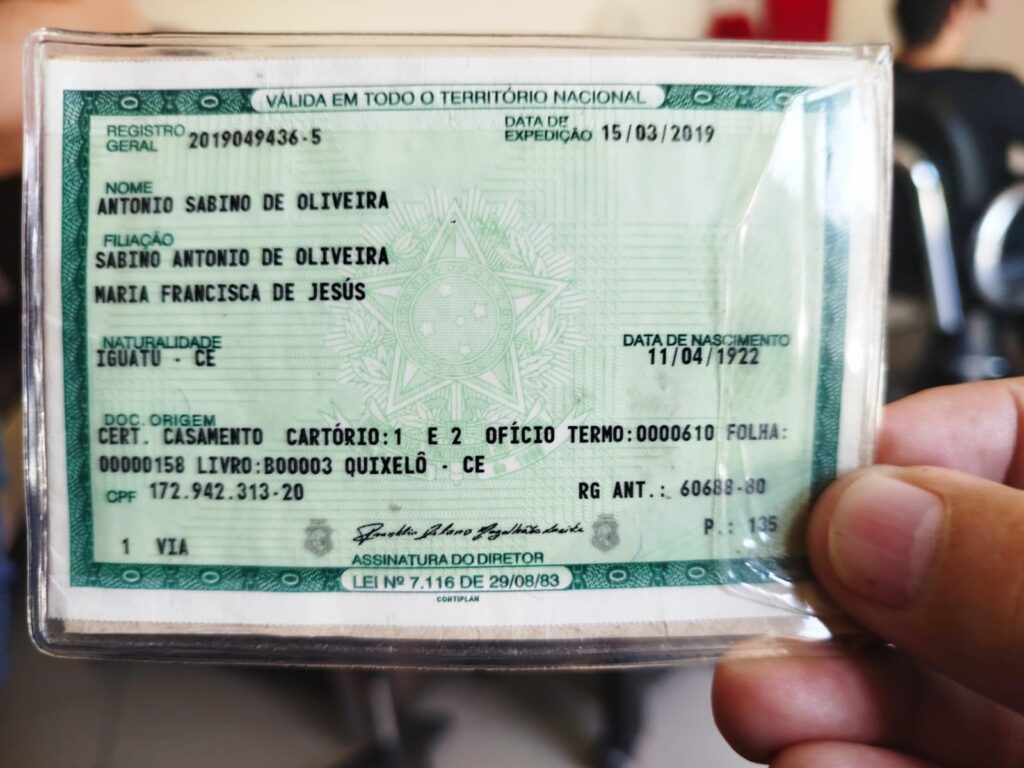 VÁLIDA EM TODO O TERRITÓRIO NACIONAL
REGISTRO GERAL 2019049436-5 DATA DE EXPEDIÇÃO 15/03/2019
NOME
ANTONIO SABINO DE OLIVEIRA
FILIAÇÃO
SABINO ANTONIO DE OLIVEIRA
MARIA FRANCISCA DE JESÚS
NATURALIDADE DATA DE NASCIMENTO
IGUATU - CE 11/04/1922
DOC. ORIGEM
CERT. CASAMENTO CARTÓRIO:1 E 2 OFÍCIO TERMO:0000610 FOLHA:
00000158 LIVRO:B00003 QUIXELÔ - CE
CPF 172.942.313-20 RG ANT.: 60688-80
P.: 135
1 VIA
ASSINATURA DO DIRETOR
LEI Nº 7.116 DE 29/08/83
CONTIPLAN